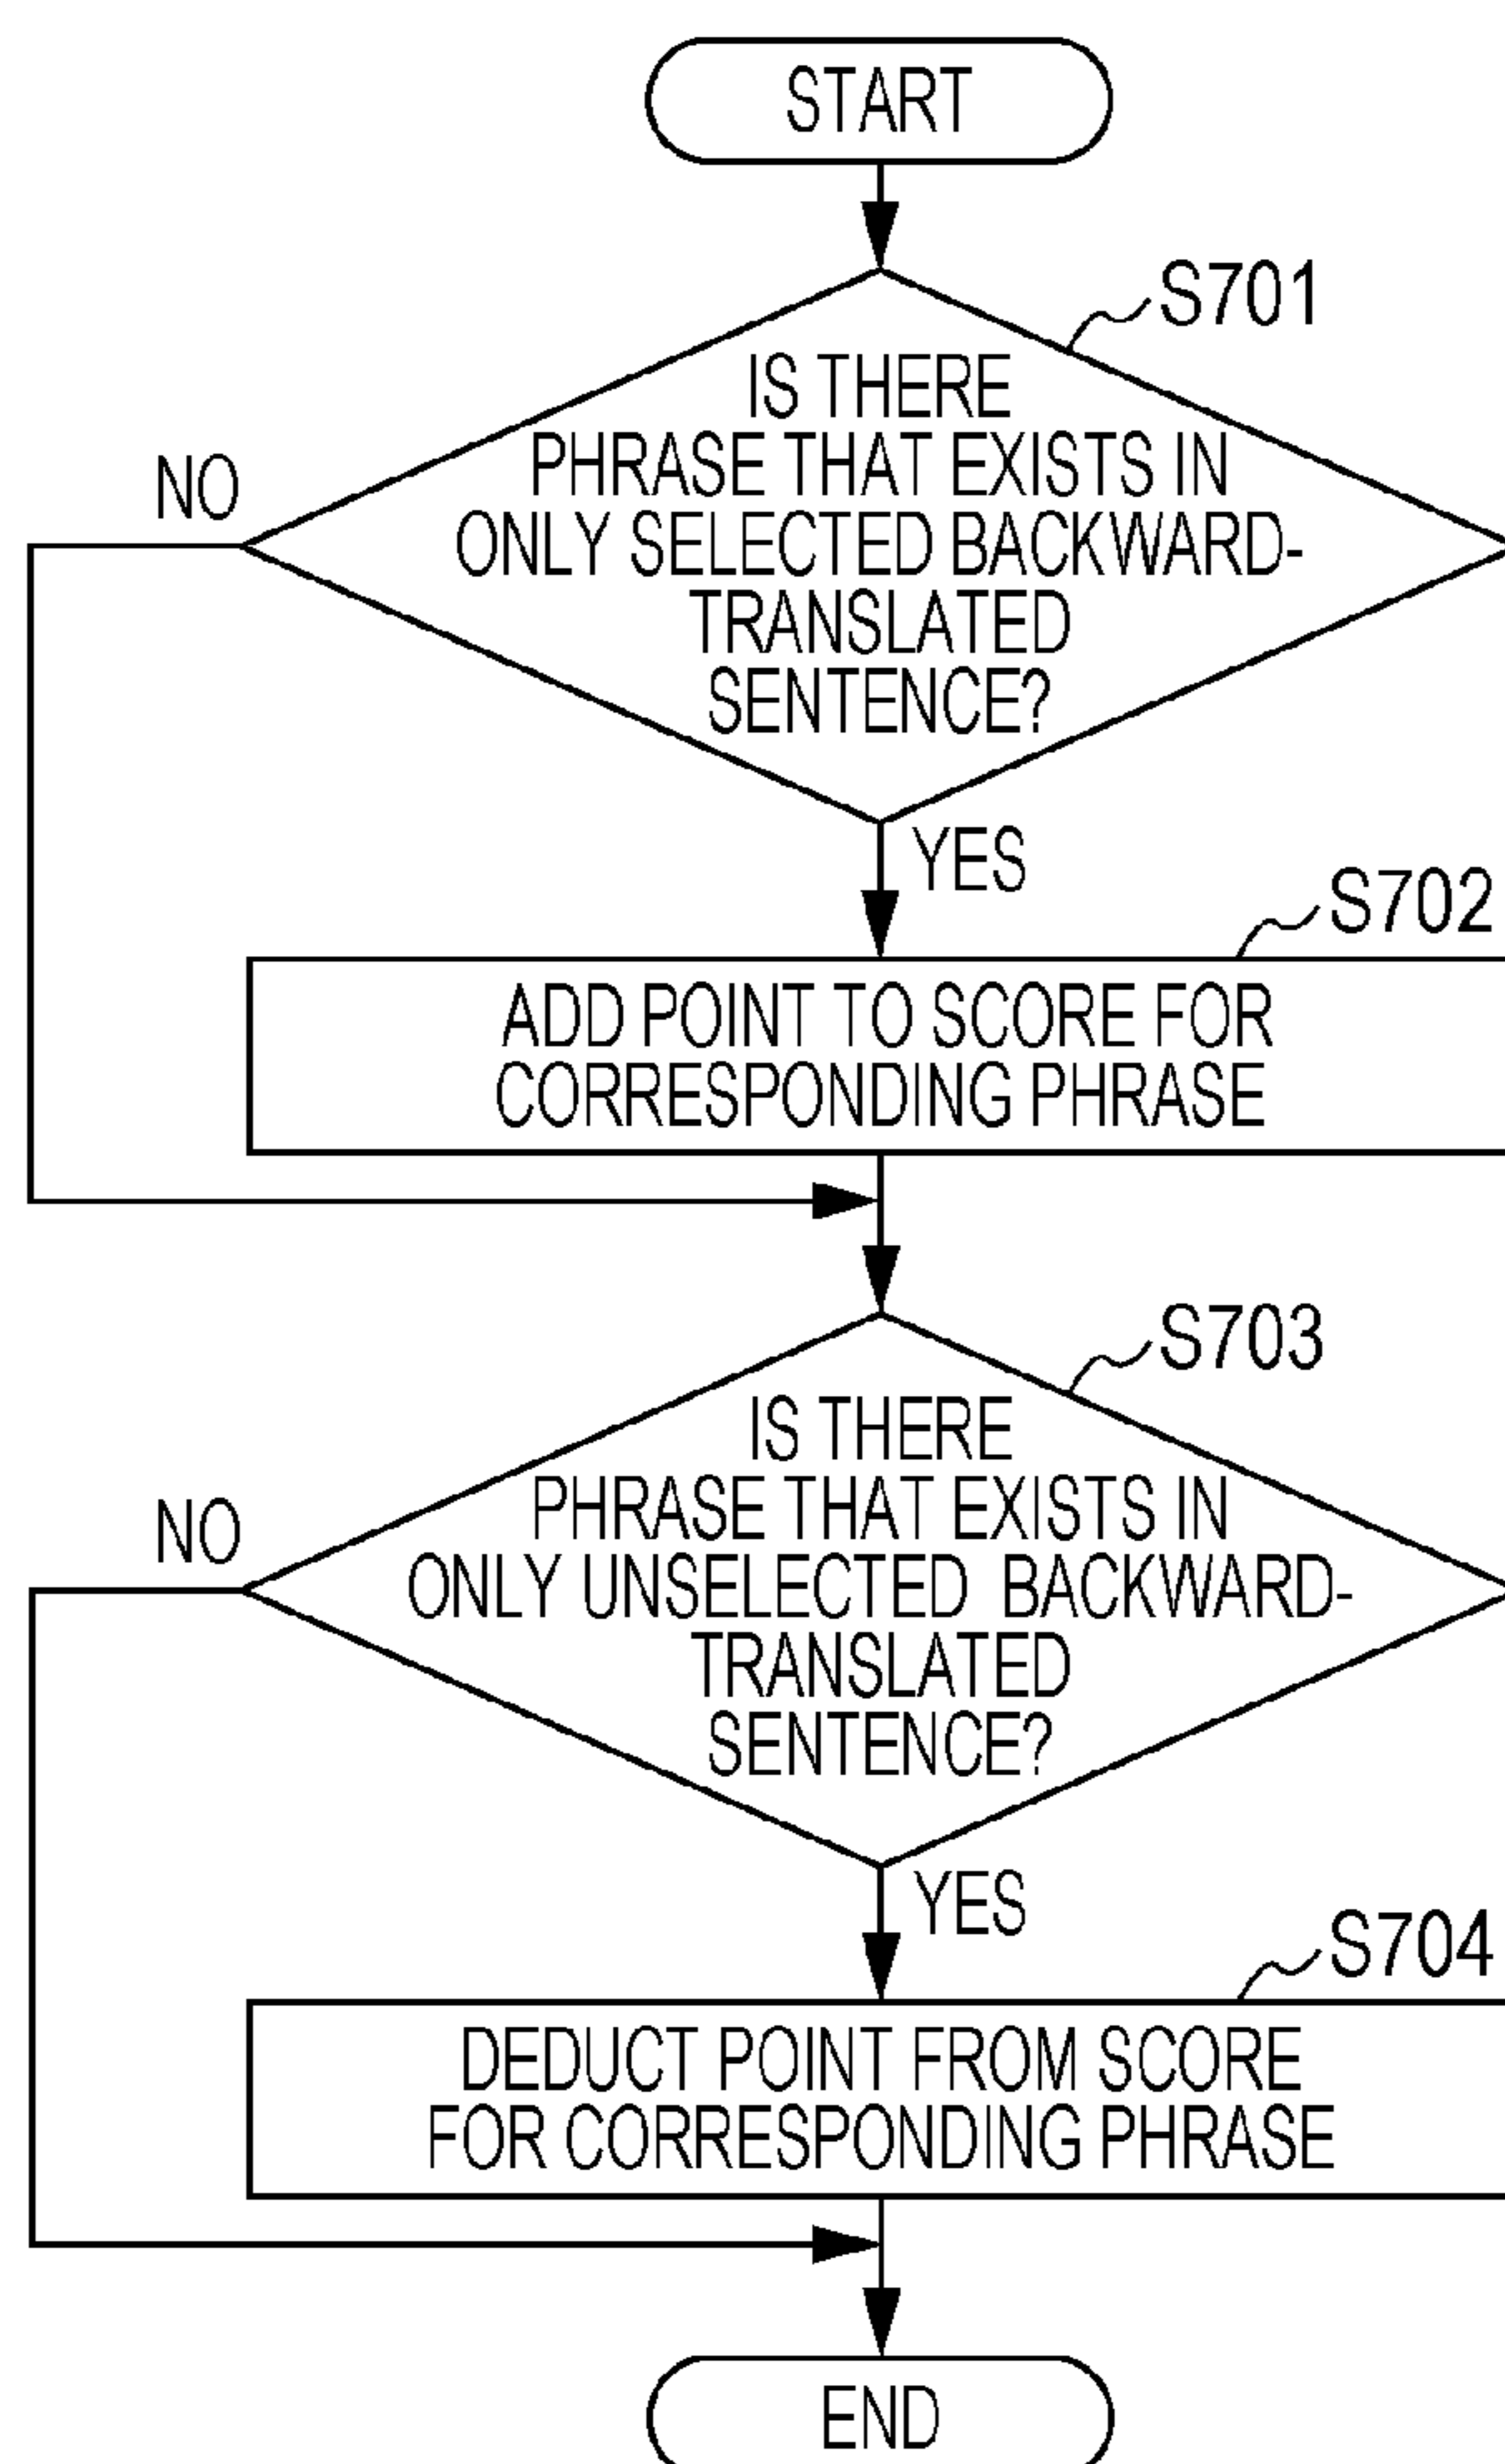 START
S701
IS THERE
PHRASE THAT EXISTS IN
ONLY SELECTED BACKWARD-
TRANSLATED
SENTENCE?
NO
YES
S702
ADD POINT TO SCORE FOR
CORRESPONDING PHRASE
S703
IS THERE
PHRASE THAT EXISTS IN
ONLY UNSELECTED BACKWARD-
TRANSLATED
SENTENCE?
NO
YES
S704
DEDUCT POINT FROM SCORE
FOR CORRESPONDING PHRASE
END